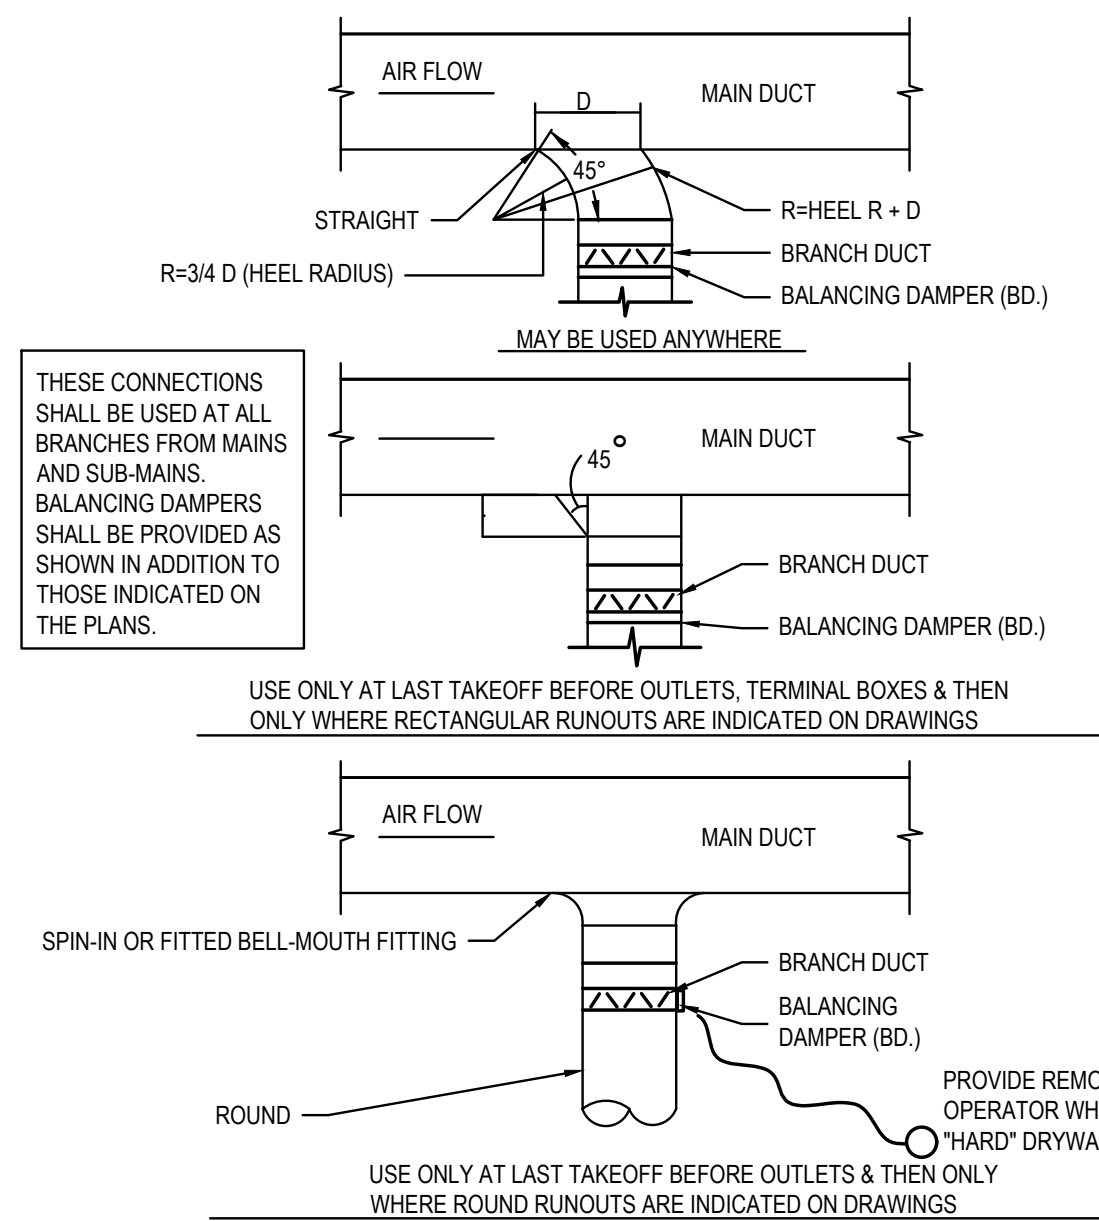 AIR FLOW
MAIN DUCT
D
45°
STRAIGHT
R=HEEL R + D
R=3/4 D (HEEL RADIUS)
BRANCH DUCT
BALANCING DAMPER (BD.)
MAY BE USED ANYWHERE
THESE CONNECTIONS
SHALL BE USED AT ALL
BRANCHES FROM MAINS
AND SUB-MAINS.
BALANCING DAMPERS
SHALL BE PROVIDED AS
SHOWN IN ADDITION TO
THOSE INDICATED ON
THE PLANS.
MAIN DUCT
45°
BRANCH DUCT
BALANCING DAMPER (BD.)
USE ONLY AT LAST TAKEOFF BEFORE OUTLETS, TERMINAL BOXES & THEN
ONLY WHERE RECTANGULAR RUNOUTS ARE INDICATED ON DRAWINGS
AIR FLOW
MAIN DUCT
SPIN-IN OR FITTED BELL-MOUTH FITTING
BRANCH DUCT
BALANCING
DAMPER (BD.)
ROUND
PROVIDE
OPERATOR
"HARD"
USE ONLY AT LAST TAKEOFF BEFORE OUTLETS & THEN ONLY
WHERE ROUND RUNOUTS ARE INDICATED ON DRAWINGS